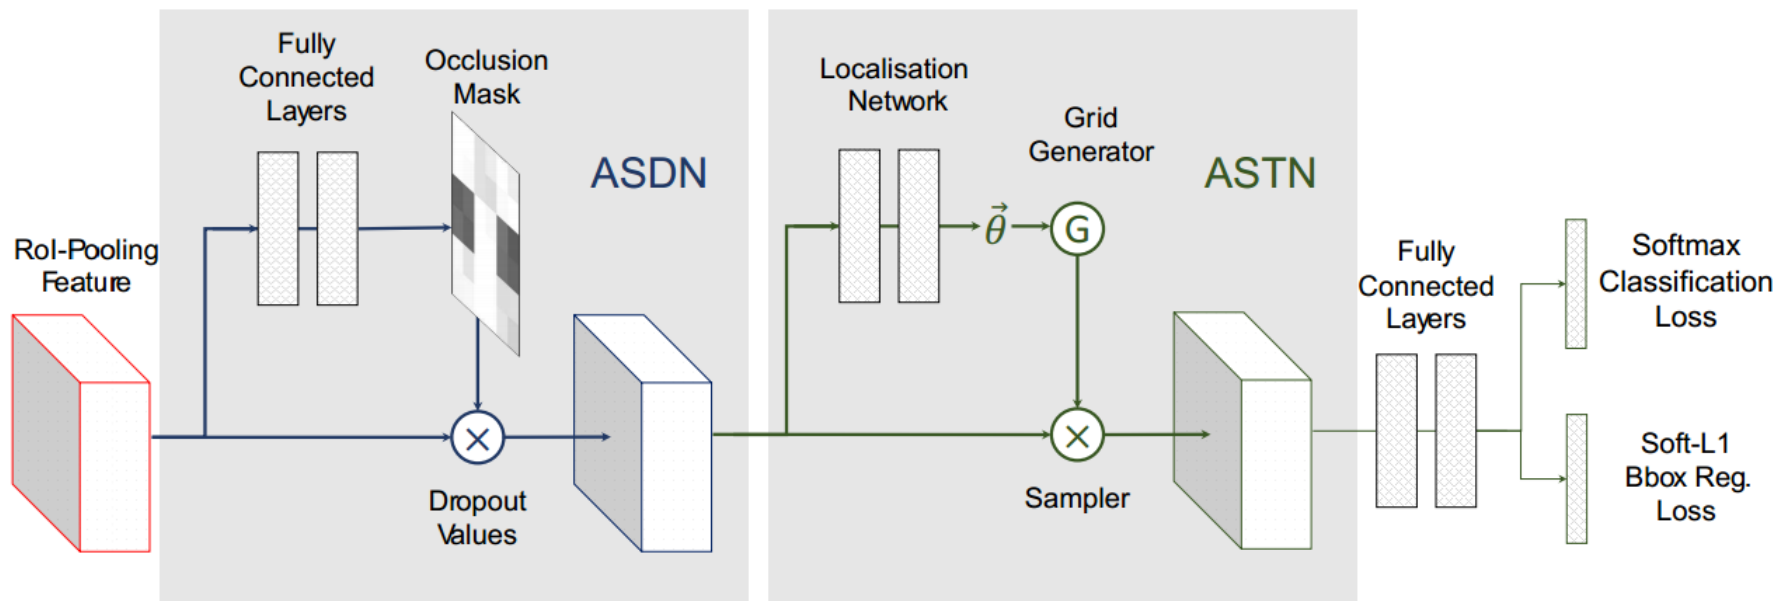 RoI-Pooling
Feature
Fully
Connected
Layers
Occlusion
Mask
ASDN
Dropout
Values
Localisation
Network
θ⃗
Grid
Generator
G
ASTN
Sampler
Fully
Connected
Layers
Softmax
Classification
Loss
Soft-L1
Bbox Reg.
Loss